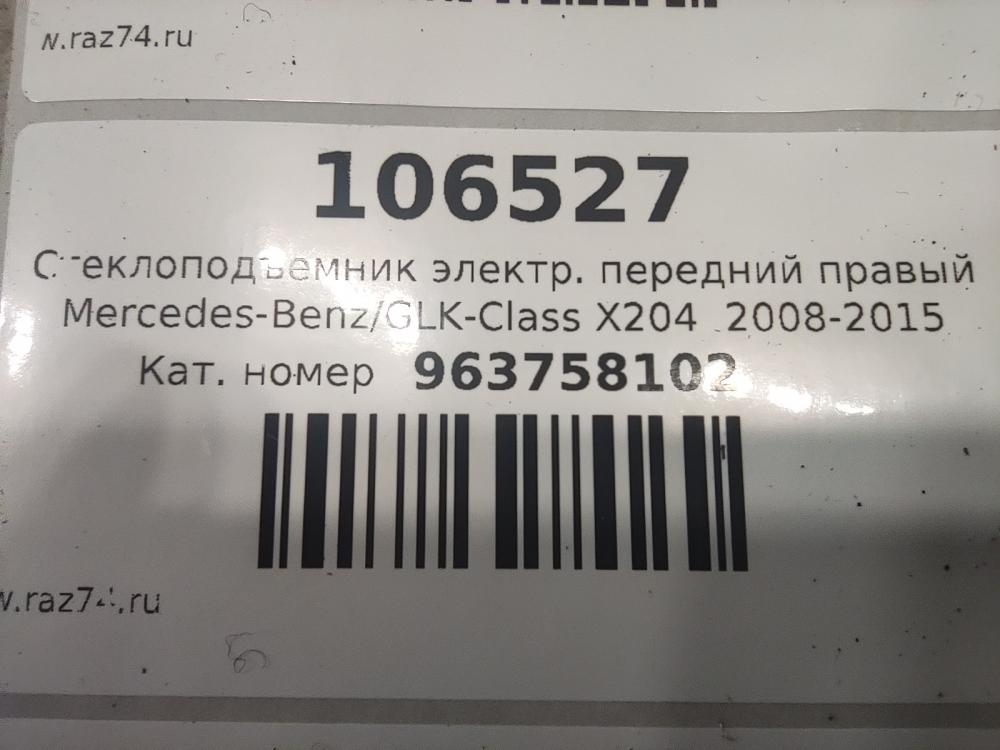 w.raz74.ru
106527
Стеклоподъемник электр. передний правый
Mercedes-Benz/GLK-Class X204 2008-2015
Кат. номер 963758102
w.raz74.ru